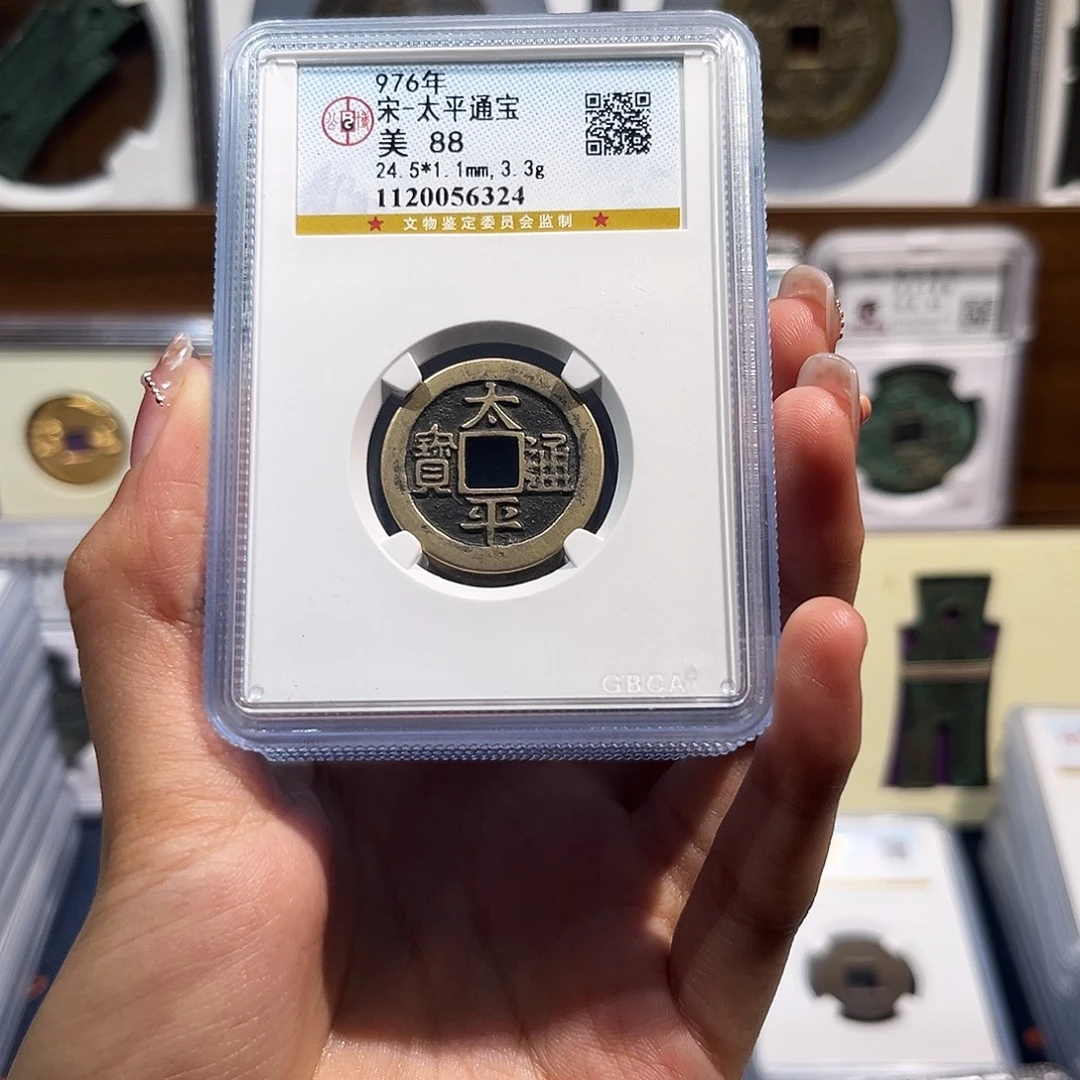 976年
宋-太平通宝
美 88
24.5*1.1mm,3.3g
1120056324
★ 文物鉴定委员会监制 ★
太
寶 通
平
GBCA